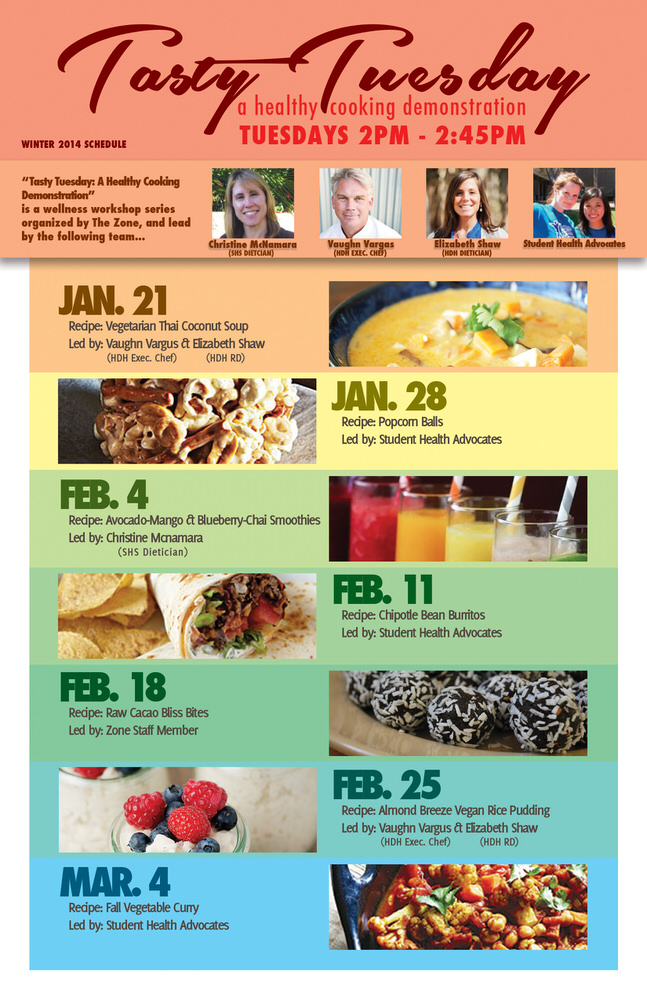 Tasty Tuesday
a healthy cooking demonstration
TUESDAYS 2PM - 2:45PM
WINTER 2014 SCHEDULE
“Tasty Tuesday: A Healthy Cooking
Demonstration”
is a wellness workshop series
organized by The Zone, and lead
by the following team...
Christine McNamara
(SHS DIETCIAN)
Vaughn Vargas
(HDH EXEC. CHEF)
Elizabeth Shaw
(HDH DIETICIAN)
Student Health Advocates
JAN. 21
Recipe: Vegetarian Thai Coconut Soup
Led by: Vaughn Vargus & Elizabeth Shaw
(HDH Exec. Chef) (HDH RD)
JAN. 28
Recipe: Popcorn Balls
Led by: Student Health Advocates
FEB. 4
Recipe: Avocado-Mango & Blueberry-Chai Smoothies
Led by: Christine Mcnamara
(SHS Dietician)
FEB. 11
Recipe: Chipotle Bean Burritos
Led by: Student Health Advocates
FEB. 18
Recipe: Raw Cacao Bliss Bites
Led by: Zone Staff Member
FEB. 25
Recipe: Almond Breeze Vegan Rice Pudding
Led by: Vaughn Vargus & Elizabeth Shaw
(HDH Exec. Chef) (HDH RD)
MAR. 4
Recipe: Fall Vegetable Curry
Led by: Student Health Advocates